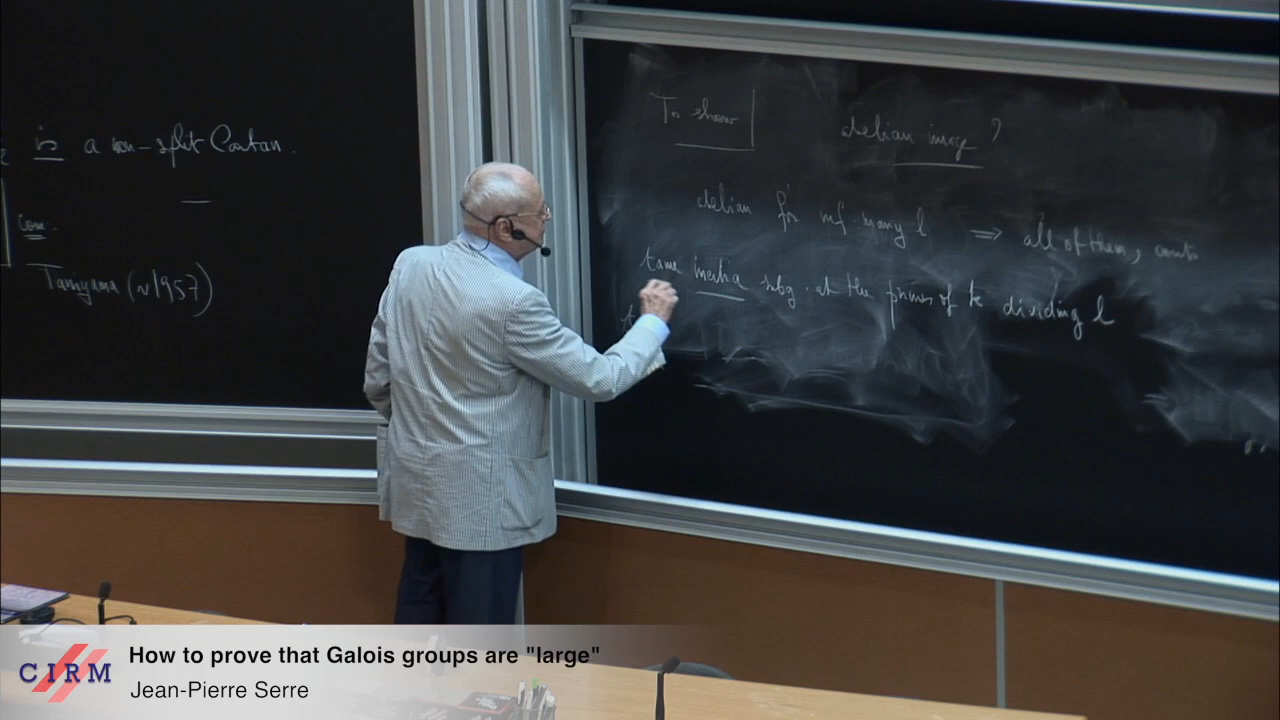 is a non-split Cartan.
Com.
Taniyama (~1957)
To show
abelian image?
abelian for inf. many l ⇒ all of them,
tame inertia subg. at the primes of k dividing l
How to prove that Galois groups are "large"
CIRM
Jean-Pierre Serre